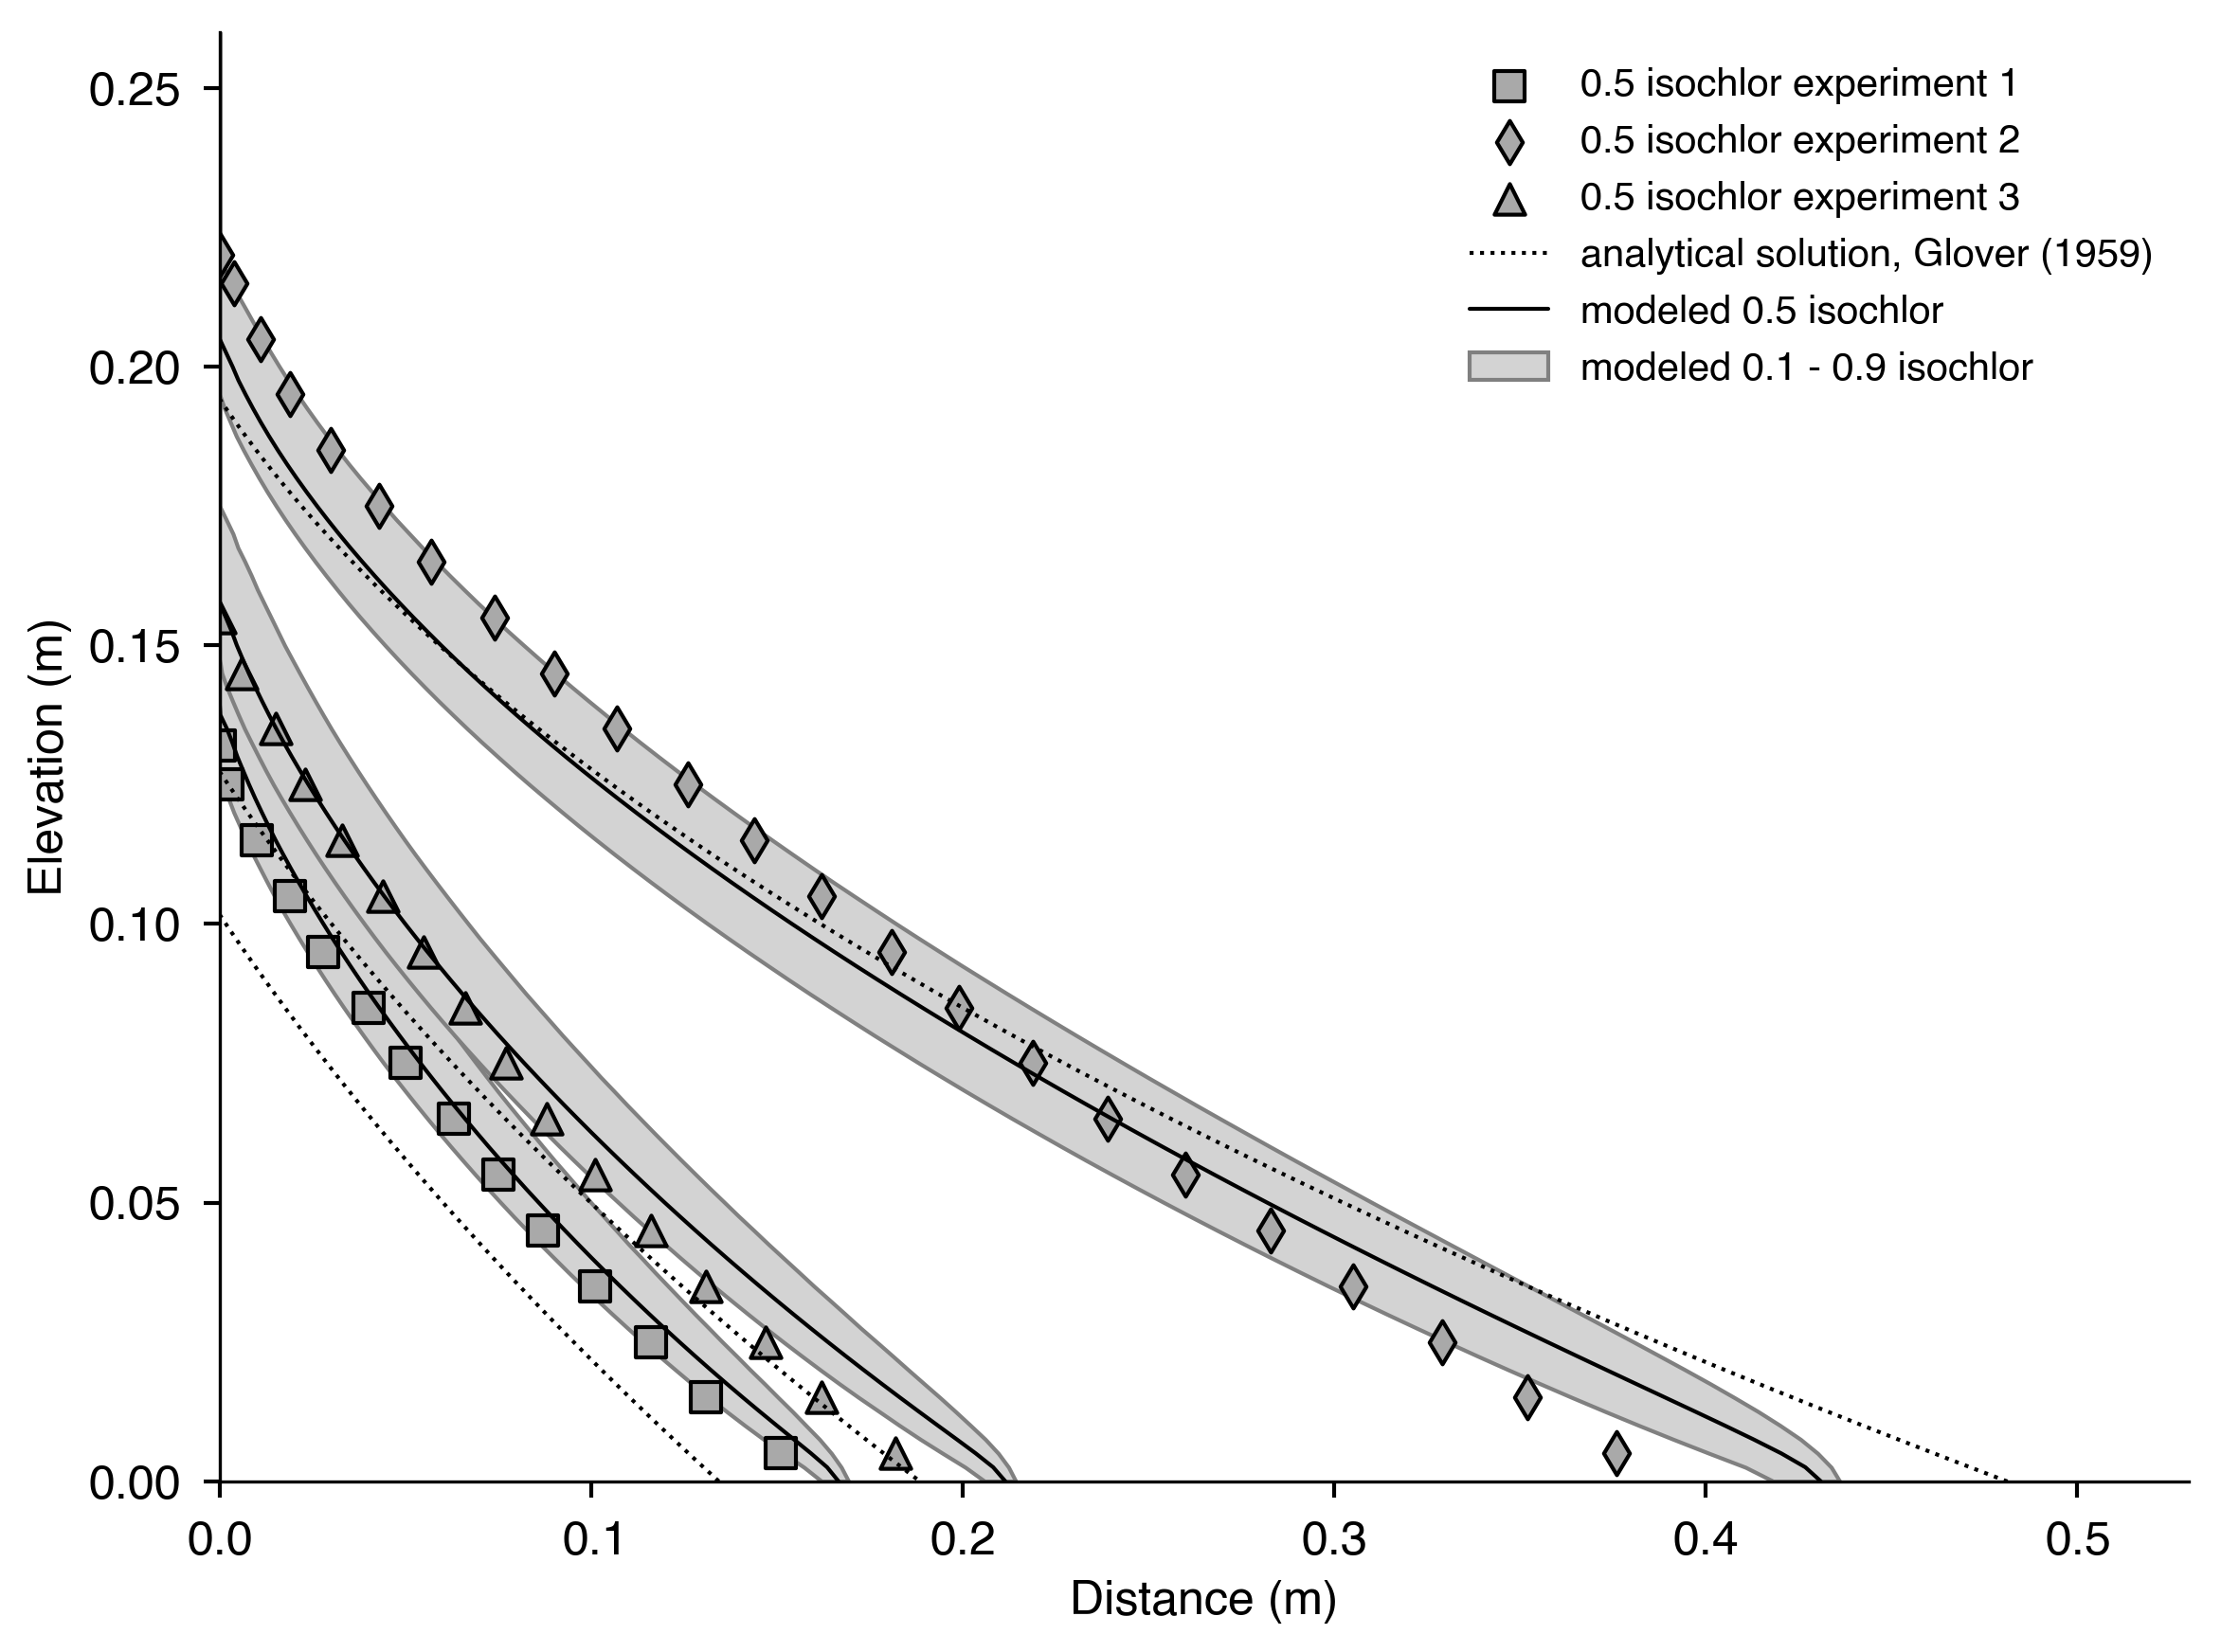 0.25
0.20
0.15
0.10
0.05
0.00
Elevation (m)
0.0
0.1
0.2
0.3
0.4
0.5
Distance (m)
0.5 isochlor experiment 1
0.5 isochlor experiment 2
0.5 isochlor experiment 3
analytical solution, Glover (1959)
modeled 0.5 isochlor
modeled 0.1 - 0.9 isochlor